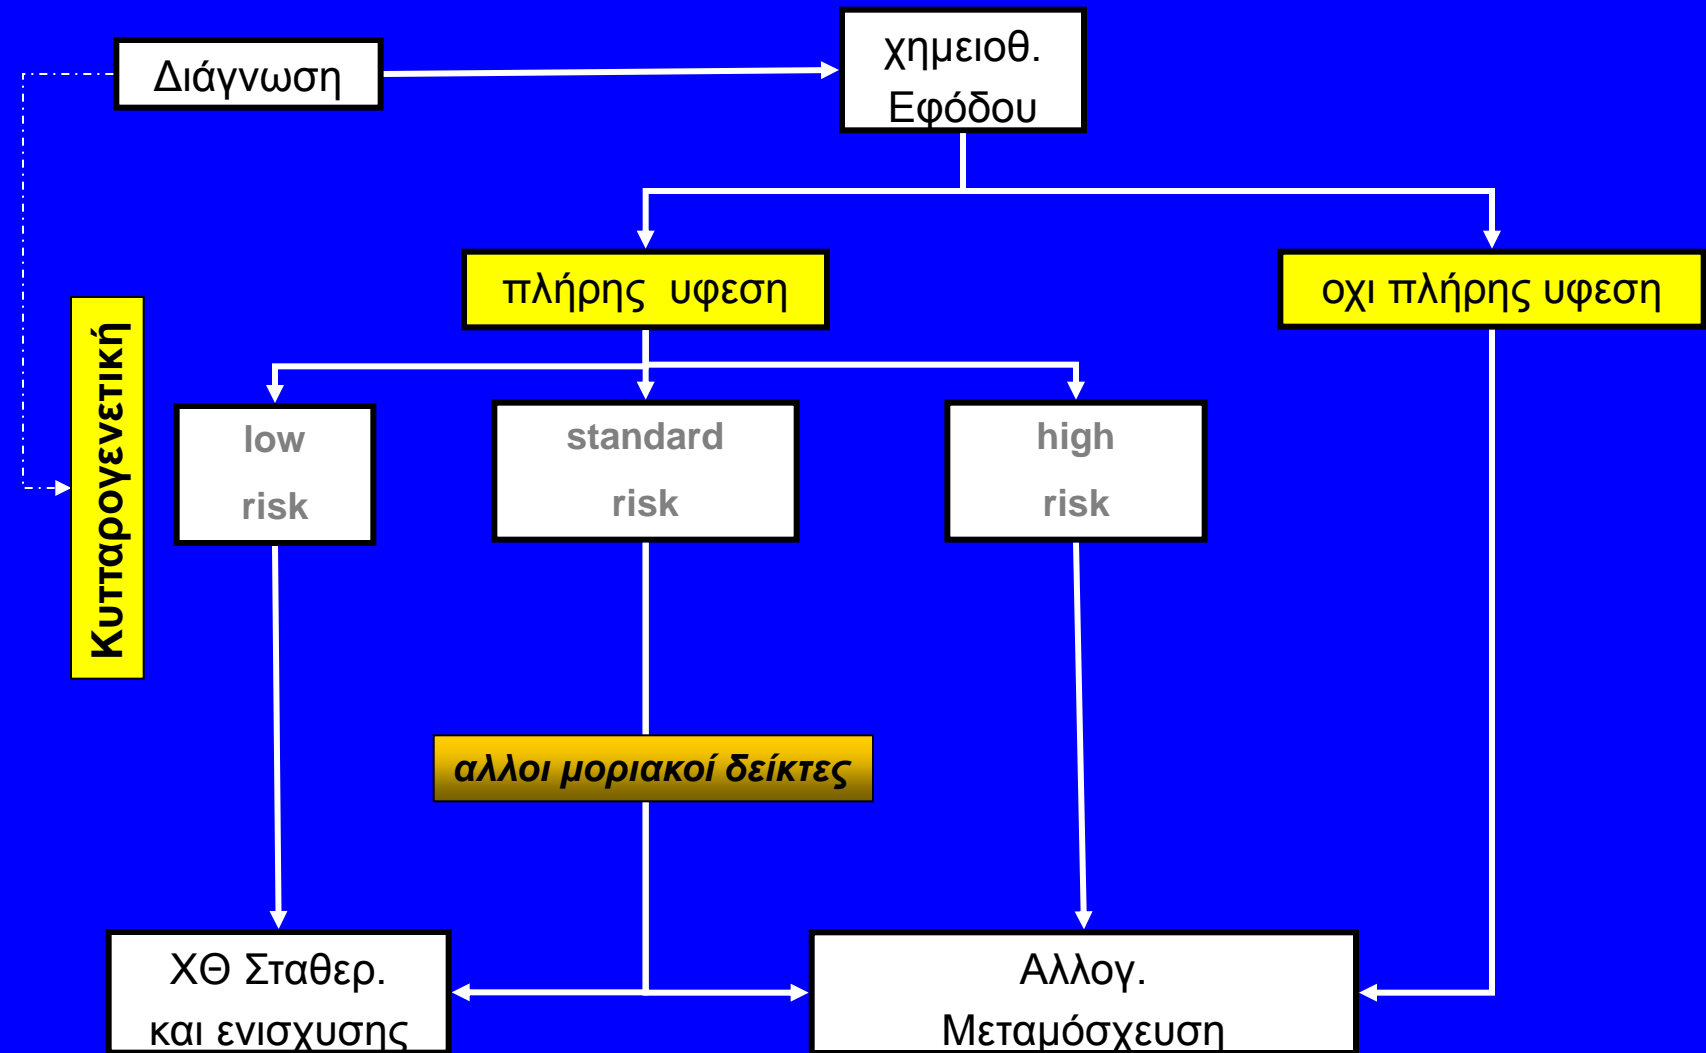 Διάγνωση
χημειοθ.
Εφόδου
πλήρης υφεση
οχι πλήρης υφεση
Κυτταρογενετική
low
risk
standard
risk
high
risk
αλλοι μοριακοί δείκτες
ΧΘ Σταθερ.
και ενισχυσης
Αλλογ.
Μεταμόσχευση